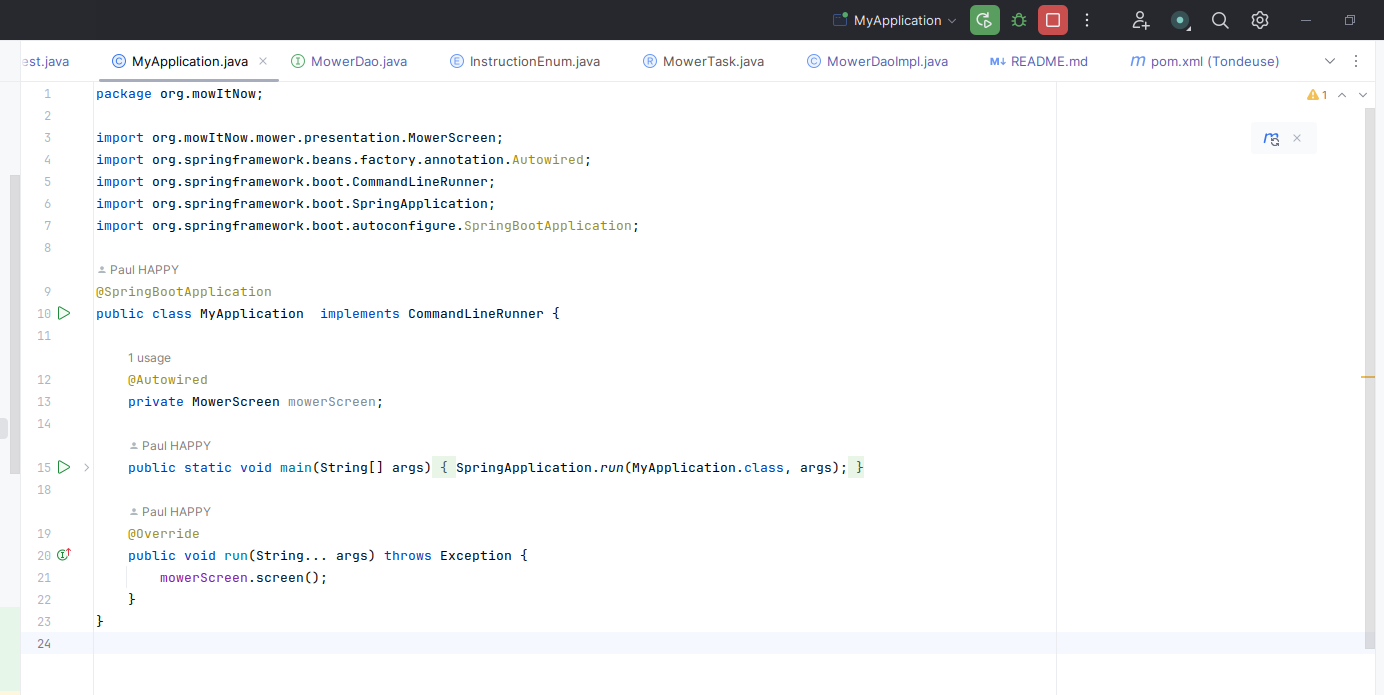 MyApplication
est.java MyApplication.java MowerDao.java InstructionEnum.java MowerTask.java MowerDaoImpl.java README.md pom.xml (Tondeuse)
1 package org.mowItNow; 1
2
3 import org.mowItNow.mower.presentation.MowerScreen;
4 import org.springframework.beans.factory.annotation.Autowired;
5 import org.springframework.boot.CommandLineRunner;
6 import org.springframework.boot.SpringApplication;
7 import org.springframework.boot.autoconfigure.SpringBootApplication;
8
Paul HAPPY
9 @SpringBootApplication
10 public class MyApplication  implements CommandLineRunner {
11
1 usage
12 @Autowired
13 private MowerScreen mowerScreen;
14
Paul HAPPY
15 public static void main(String[] args) { SpringApplication.run(MyApplication.class, args); }
18
Paul HAPPY
19 @Override
20 public void run(String... args) throws Exception {
21 mowerScreen.screen();
22 }
23 }
24